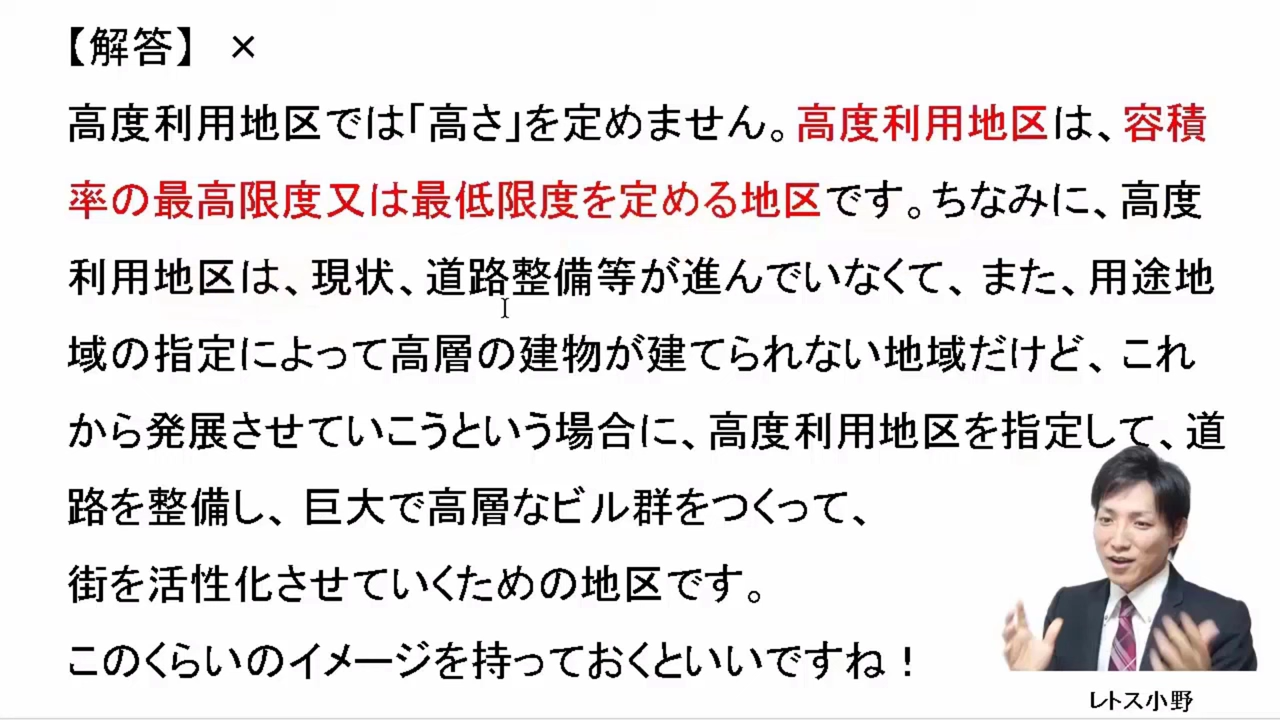 【解答】 ×
高度利用地区では｢高さ｣を定めません。高度利用地区は、容積
率の最高限度又は最低限度を定める地区です。ちなみに、高度
利用地区は、現状、道路整備等が進んでいなくて、また、用途地
域の指定によって高層の建物が建てられない地域だけど、これ
から発展させていこうという場合に、高度利用地区を指定して、道
路を整備し、巨大で高層なビル群をつくって、
街を活性化させていくための地区です。
このくらいのイメージを持っておくといいですね！
レトス小野